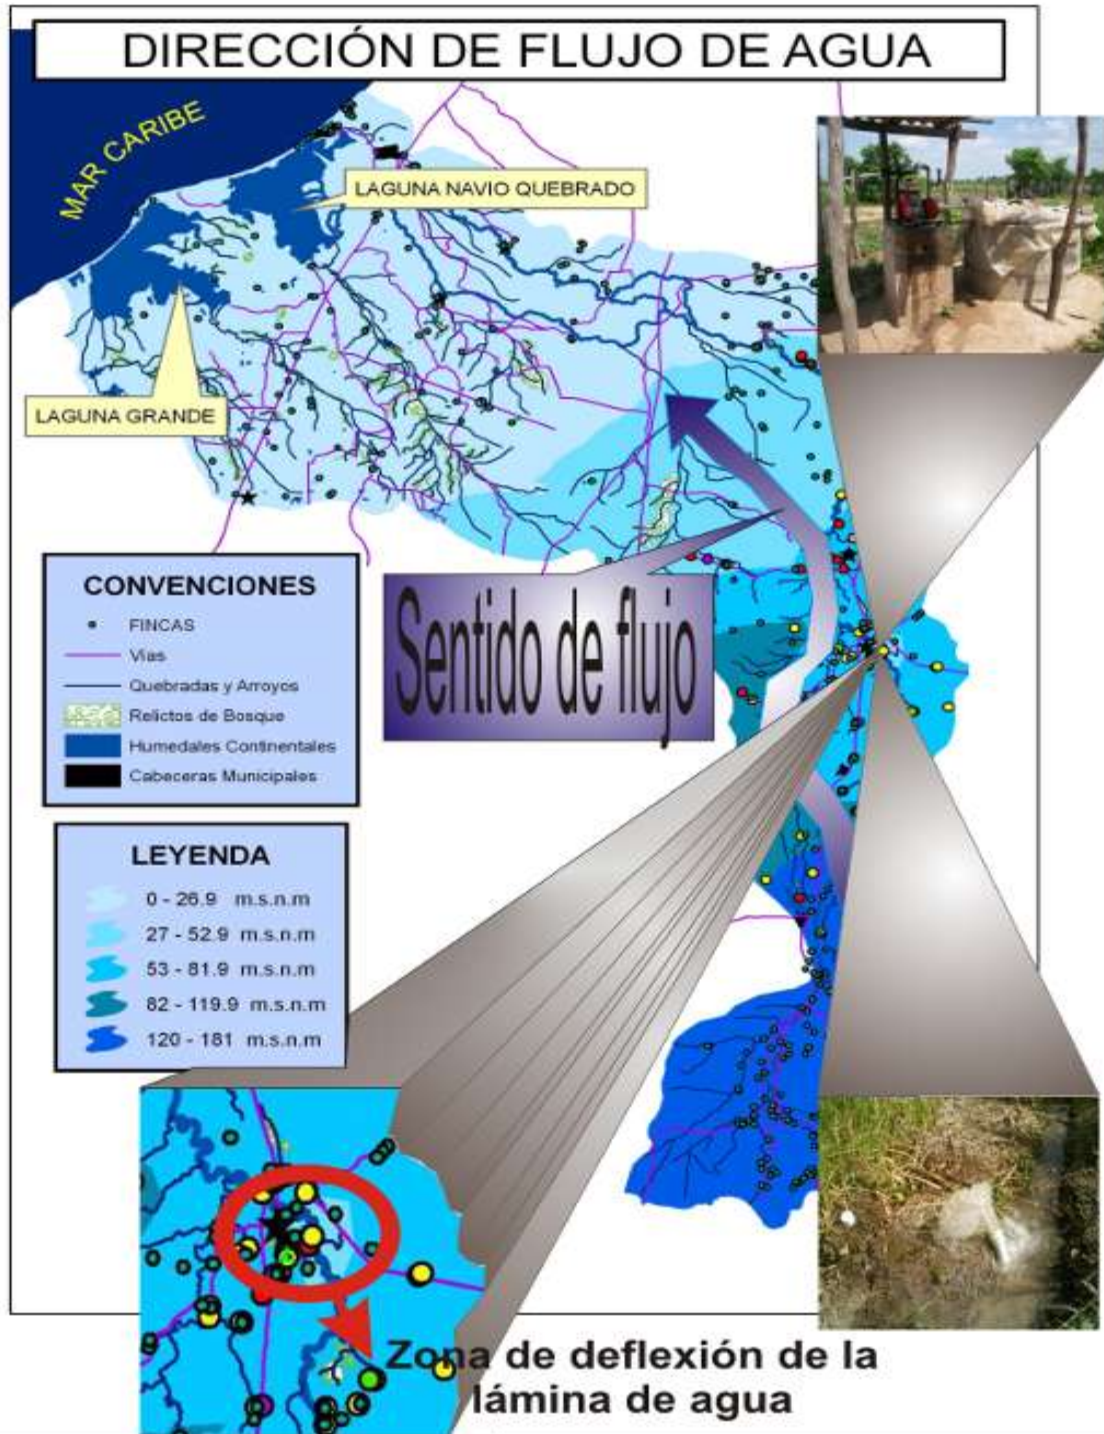 DIRECCIÓN DE FLUJO DE AGUA
MAR CARIBE
LAGUNA NAVIO QUEBRADO
LAGUNA GRANDE
CONVENCIONES
FINCAS
Vias
Quebradas y Arroyos
Relictos de Bosque
Humedales Continentales
Cabeceras Municipales
Sentido de flujo
LEYENDA
0 - 26.9 m.s.n.m
27 - 52.9 m.s.n.m
53 - 81.9 m.s.n.m
82 - 119.9 m.s.n.m
120 - 181 m.s.n.m
Zona de deflexión de la
lámina de agua